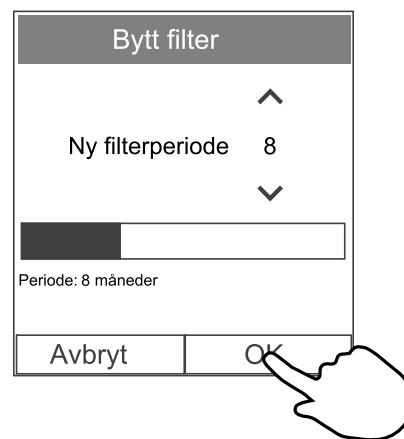 Bytt filter
Ny filterperiode 8
Periode: 8 måneder
Avbryt OK